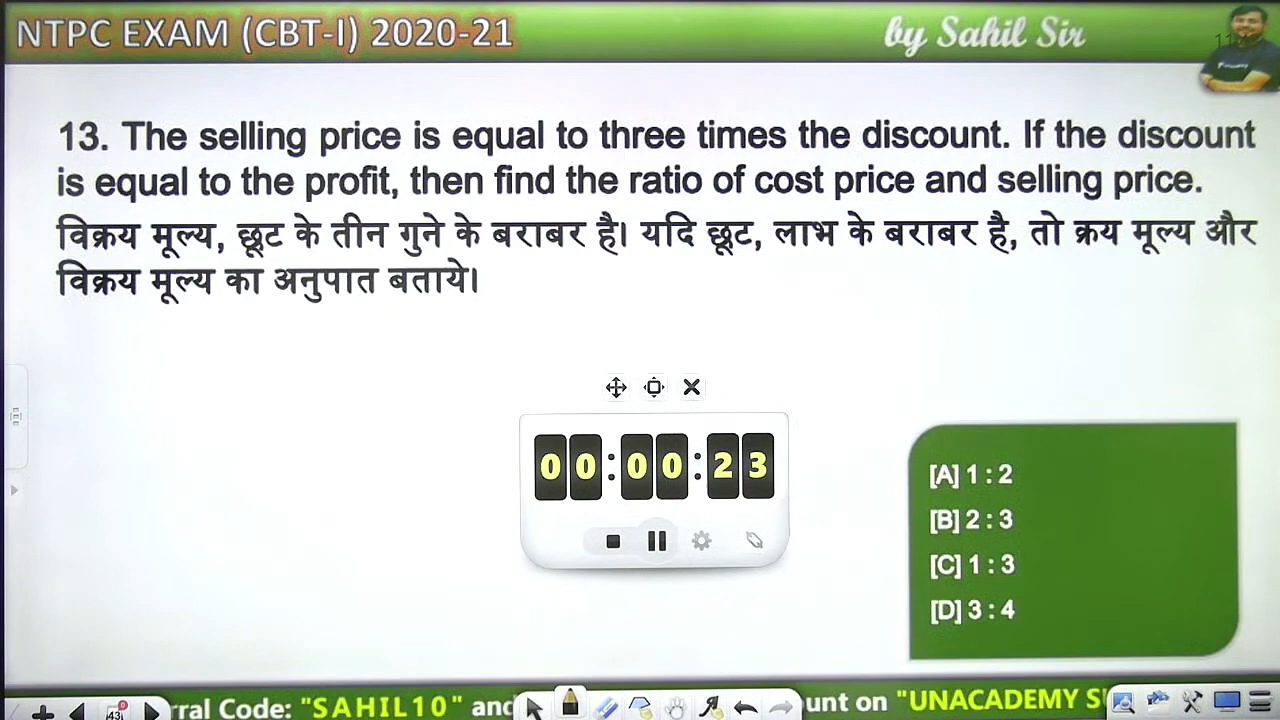 NTPC EXAM (CBT-I) 2020-21
by Sahil Sir
13. The selling price is equal to three times the discount. If the discount
is equal to the profit, then find the ratio of cost price and selling price.
विक्रय मूल्य, छूट के तीन गुने के बराबर है। यदि छूट, लाभ के बराबर है, तो क्रय मूल्य और
विक्रय मूल्य का अनुपात बताये।
00:00:23
[A] 1 : 2
[B] 2 : 3
[C] 1 : 3
[D] 3 : 4
43
rral Code: "SAHIL10" and
unt on "UNACADEMY S